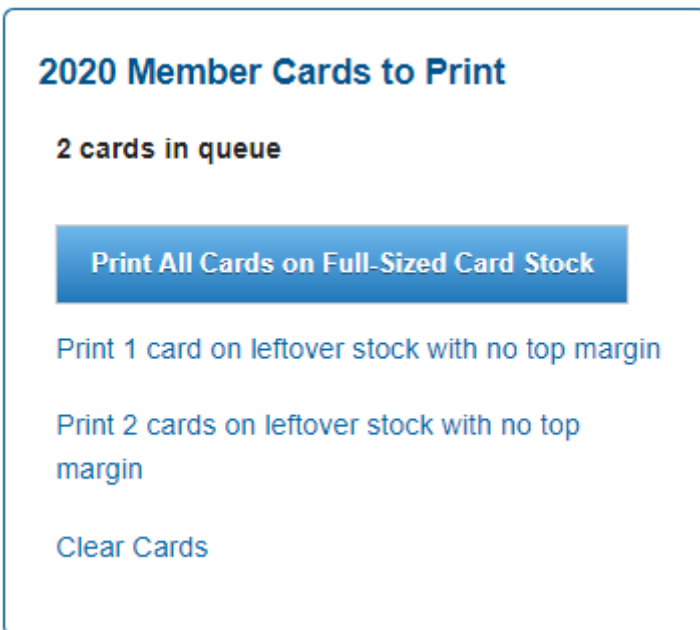 2020 Member Cards to Print
2 cards in queue
Print All Cards on Full-Sized Card Stock
Print 1 card on leftover stock with no top margin
Print 2 cards on leftover stock with no top
margin
Clear Cards